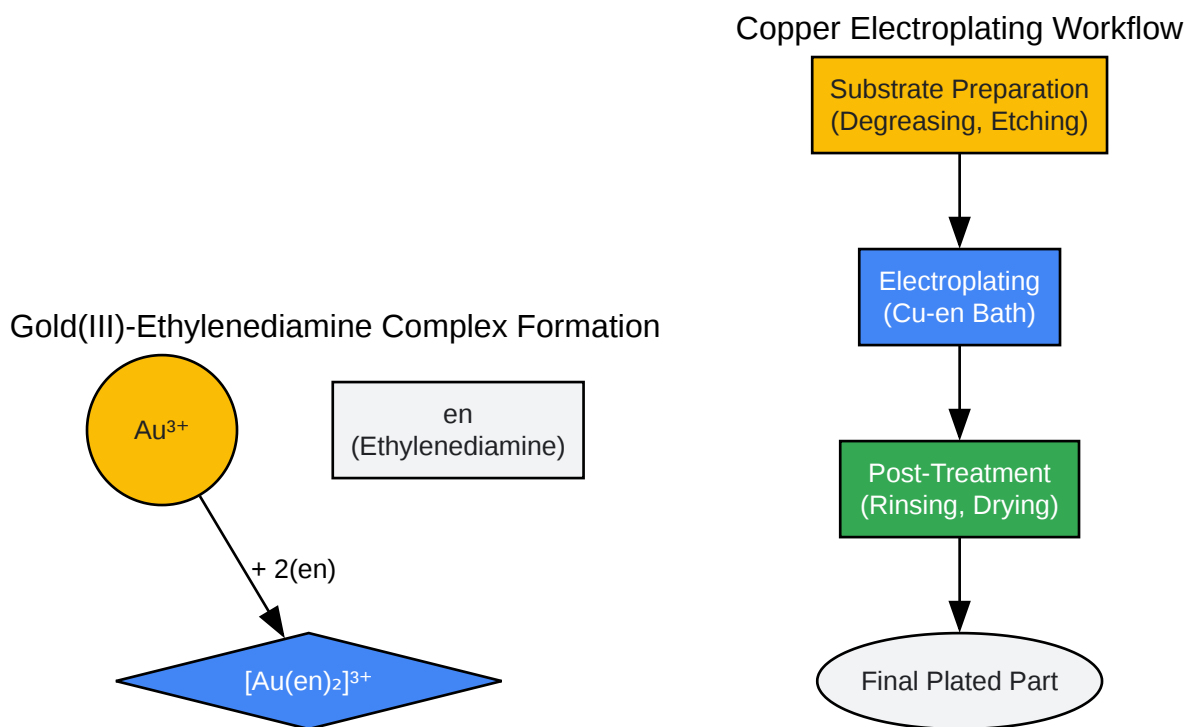 Gold(III)-Ethylenediamine Complex Formation
Au³⁺
en
(Ethylenediamine)
+ 2(en)
[Au(en)₂]³⁺
Copper Electroplating Workflow
Substrate Preparation
(Degreasing, Etching)
Electroplating
(Cu-en Bath)
Post-Treatment
(Rinsing, Drying)
Final Plated Part